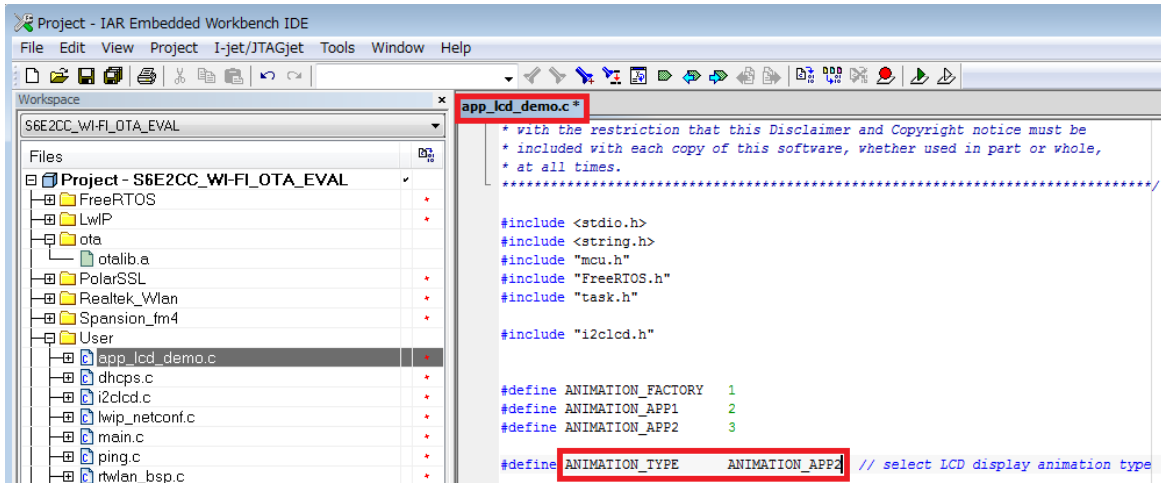 Project - IAR Embedded Workbench IDE
File Edit View Project I-jet/JTAGjet Tools Window Help
Workspace
S6E2CC_WI-FI_OTA_EVAL
Files
Project - S6E2CC_WI-FI_OTA_EVAL
FreeRTOS
LwIP
ota
otalib.a
PolarSSL
Realtek_Wlan
Spansion_fm4
User
app_lcd_demo.c
dhcps.c
i2clcd.c
lwip_netconf.c
main.c
ping.c
rtwlan_bsp.c
app_lcd_demo.c *
* with the restriction that this Disclaimer and Copyright notice must be
* included with each copy of this software, whether used in part or whole,
* at all times.
*******************************************************************************/
#include <stdio.h>
#include <string.h>
#include "mcu.h"
#include "FreeRTOS.h"
#include "task.h"
#include "i2clcd.h"
#define ANIMATION_FACTORY 1
#define ANIMATION_APP1 2
#define ANIMATION_APP2 3
#define ANIMATION_TYPE ANIMATION_APP2 // select LCD display animation type